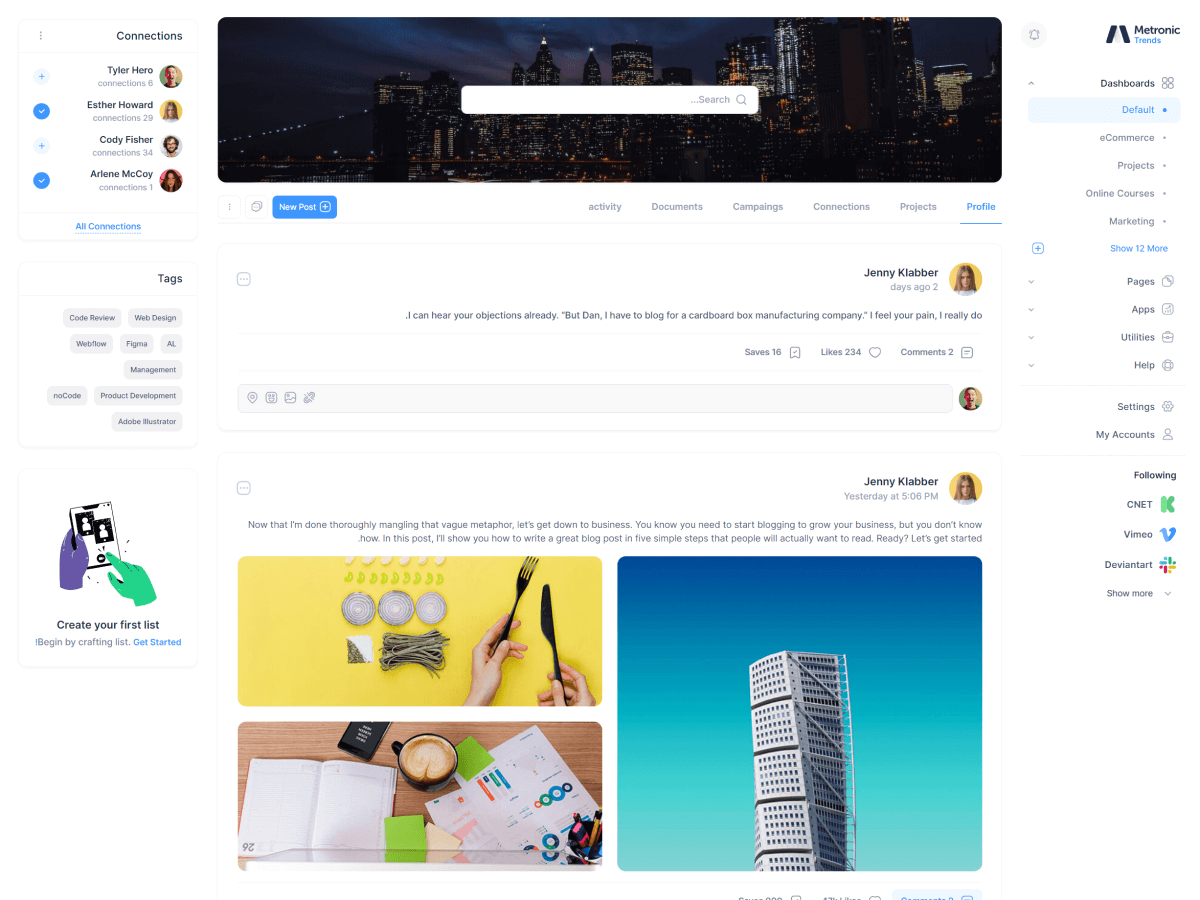 Metronic
Trends
Dashboards
Default
eCommerce
Projects
Online Courses
Marketing
Show 12 More
Pages
Apps
Utilities
Help
Settings
My Accounts
Following
CNET
Vimeo
Deviantart
Show more
...Search
Profile
Projects
Connections
Campaings
Documents
activity
New Post
Jenny Klabber
days ago 2
.I can hear your objections already. “But Dan, I have to blog for a cardboard box manufacturing company.” I feel your pain, I really do
Comments 2
Likes 234
Saves 16
Jenny Klabber
Yesterday at 5:06 PM
Now that I’m done thoroughly mangling that vague metaphor, let’s get down to business. You know you need to start blogging to grow your business, but you don’t know
.how. In this post, I’ll show you how to write a great blog post in five simple steps that people will actually want to read. Ready? Let’s get started
26
Comments 2
17k Likes
Connections
Tyler Hero
connections 6
Esther Howard
connections 29
Cody Fisher
connections 34
Arlene McCoy
connections 1
All Connections
Tags
Code Review Web Design
Webflow Figma AL
Management
noCode Product Development
Adobe Illustrator
Create your first list
!Begin by crafting list. Get Started